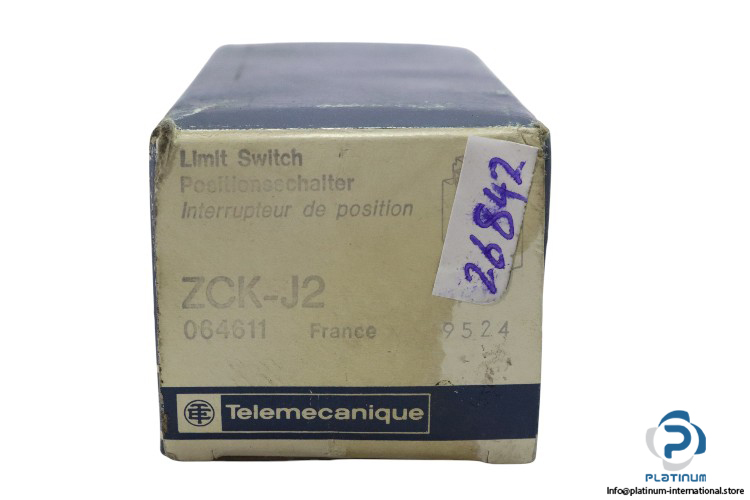 Limit Switch
Positionsschalter
Interrupteur de position
26842
ZCK-J2
064611 France 9524
Telemecanique
PLATINUM
Info@platinum-international.store